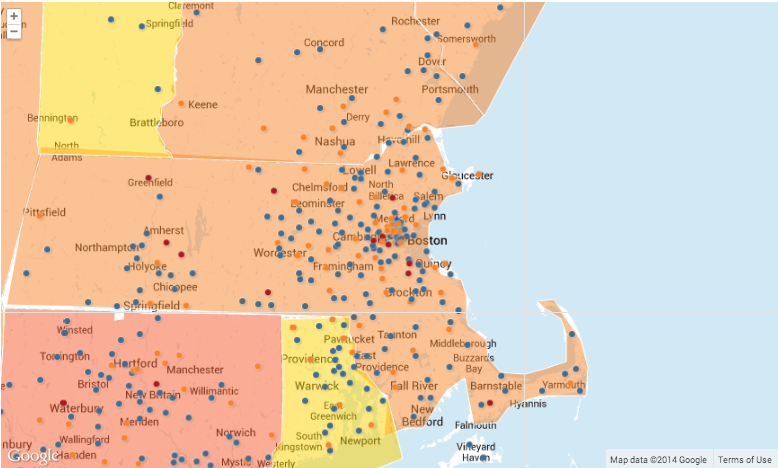 +
−
Claremont
Springfield
Rochester
Somersworth
Concord
Dover
Manchester
Portsmouth
Keene
Derry
Bennington
Brattleboro
Nashua
Haverhill
North
Adams
Lawrence
Lowell
Gloucester
Greenfield
Chelmsford
North
Billerica
Salem
Leominster
Pittsfield
Medford
Lynn
Amherst
Cambridge
Boston
Northampton
Worcester
Holyoke
Framingham
Quincy
Chicopee
Brockton
Springfield
Winsted
Taunton
Pawtucket
Middleborough
Torrington
Hartford
Providence
East
Providence
Buzzards
Bay
Manchester
Bristol
Warwick
Fall River
Barnstable
Yarmouth
Willimantic
New Britain
Waterbury
East
Greenwich
New
Bedford
Hyannis
Meriden
Falmouth
Wallingford
Norwich
South
Kingstown
Newport
Vineyard
Haven
nbury
Hamden
Mystic
Westerly
Google
Map data ©2014 Google
Terms of Use